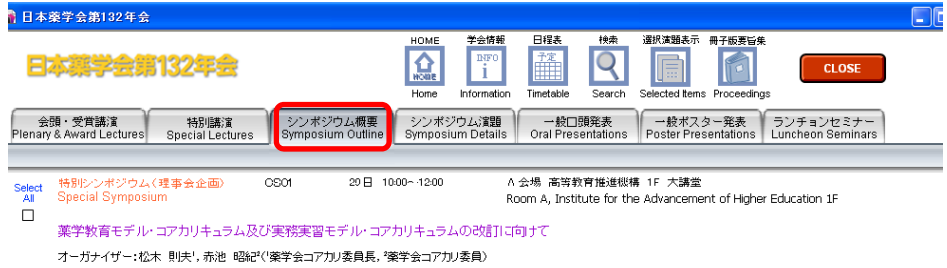 日本薬学会第132年会
日本薬学会第132年会
HOME 学会情報 日程表 検索 選択演題表示 冊子版要旨集
HOME INFO i 予定
CLOSE
Home Information Timetable Search Selected Items Proceedings
会頭・受賞講演 特別講演 シンポジウム概要 シンポジウム演題 一般口頭発表 一般ポスター発表 ランチョンセミナー
Plenary & Award Lectures Special Lectures Symposium Outline Symposium Details Oral Presentations Poster Presentations Luncheon Seminars
Select All
特別シンポジウム(理事会企画) OS01 29日 10:00~12:00 A 会場 高等教育推進機構 1F 大講堂
Special Symposium Room A, Institute for the Advancement of Higher Education 1F
薬学教育モデル・コアカリキュラム及び実務実習モデル・コアカリキュラムの改訂に向けて
オーガナイザー:松木 則夫¹, 赤池 昭紀²(¹薬学会コアカリ委員長, ²薬学会コアカリ委員)